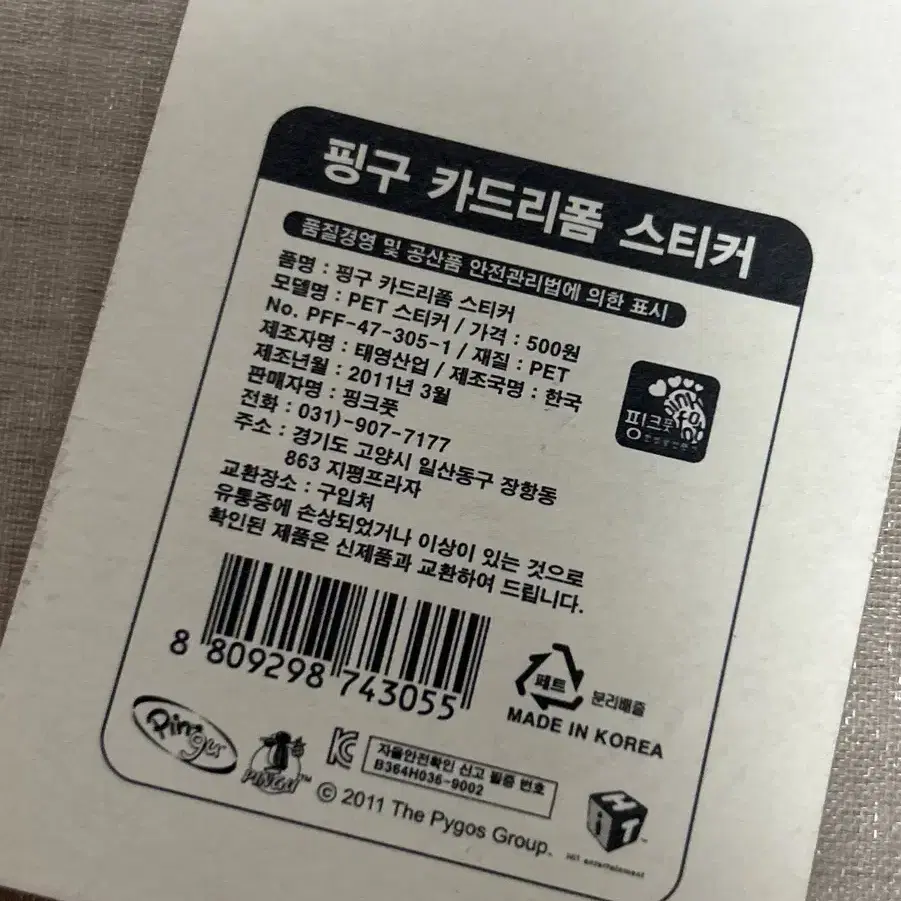 핑구 카드리폼 스티커
품질경영 및 공산품 안전관리법에 의한 표시
품명 : 핑구 카드리폼 스티커
모델명 : PET 스티커 / 가격 : 500원
No. PFF-47-305-1 / 재질 : PET
제조자명 : 태영산업 / 제조국명 : 한국
제조년월 : 2011년 3월
판매자명 : 핑크풋
전화 : 031)-907-7177
주소 : 경기도 고양시 일산동구 장항동
863 지평프라자
교환장소 : 구입처
유통중에 손상되었거나 이상이 있는 것으로
확인된 제품은 신제품과 교환하여 드립니다.
핑크풋
8 809298 743055
페트
분리배출
MADE IN KOREA
Pingu
PINGU™
자율안전확인 신고 필증 번호
B364H036-9002
© 2011 The Pygos Group.
HiT
HIT entertainment